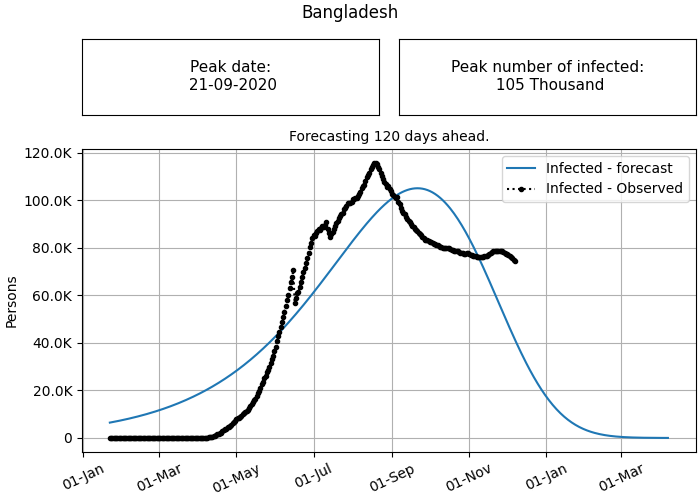 Bangladesh
Peak date:
21-09-2020
Peak number of infected:
105 Thousand
Forecasting 120 days ahead.
120.0K
100.0K
80.0K
60.0K
40.0K
20.0K
0
Persons
Infected - forecast
Infected - Observed
01-Jan
01-Mar
01-May
01-Jul
01-Sep
01-Nov
01-Jan
01-Mar